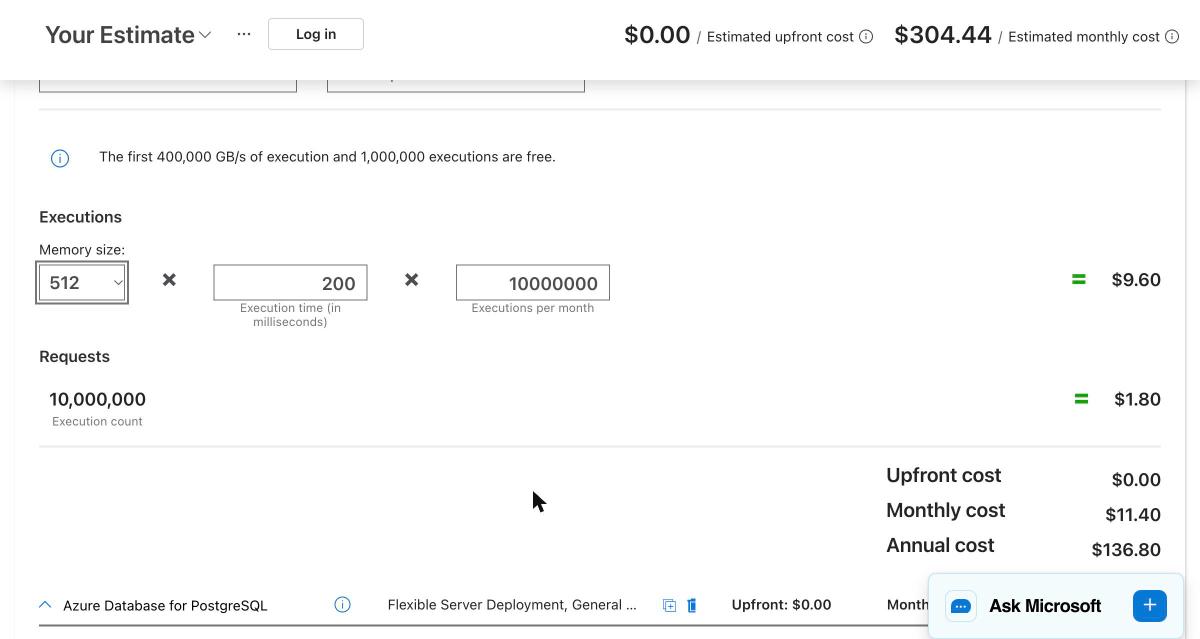 Your Estimate ... Log in $0.00 / Estimated upfront cost $304.44 / Estimated monthly cost
The first 400,000 GB/s of execution and 1,000,000 executions are free.
Executions
Memory size:
512 × 200 × 10000000 = $9.60
Execution time (in milliseconds) Executions per month
Requests
10,000,000 = $1.80
Execution count
Upfront cost $0.00
Monthly cost $11.40
Annual cost $136.80
Azure Database for PostgreSQL Flexible Server Deployment, General ... Upfront: $0.00 Month
Ask Microsoft